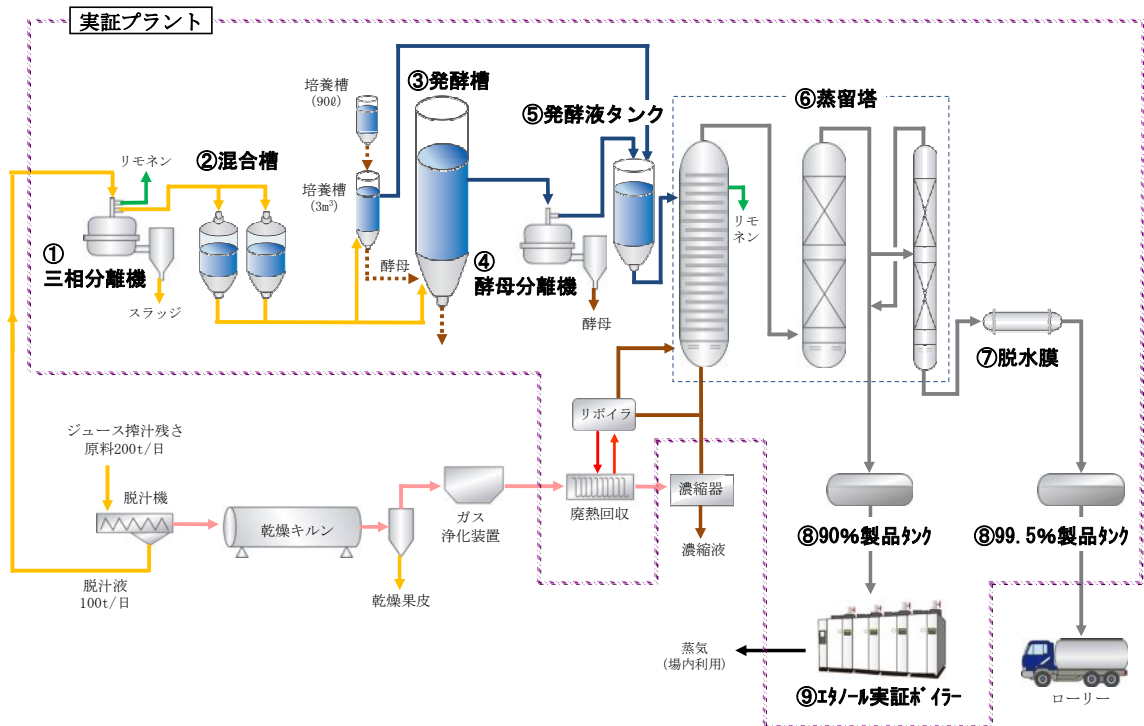 実証プラント
リモネン
①
三相分離機
スラッジ
②混合槽
培養槽
(90ℓ)
培養槽
(3m³)
酵母
③発酵槽
④
酵母分離機
酵母
⑤発酵液タンク
⑥蒸留塔
リモ
ネン
⑦脱水膜
ジュース搾汁残さ
原料200t/日
脱汁機
脱汁液
100t/日
乾燥キルン
乾燥果皮
ガス
浄化装置
リボイラ
廃熱回収
濃縮器
濃縮液
⑧90%製品ﾀﾝｸ
⑧99.5%製品ﾀﾝｸ
蒸気
(場内利用)
⑨ｴﾀﾉｰﾙ実証ﾎﾞｲﾗｰ
ローリー